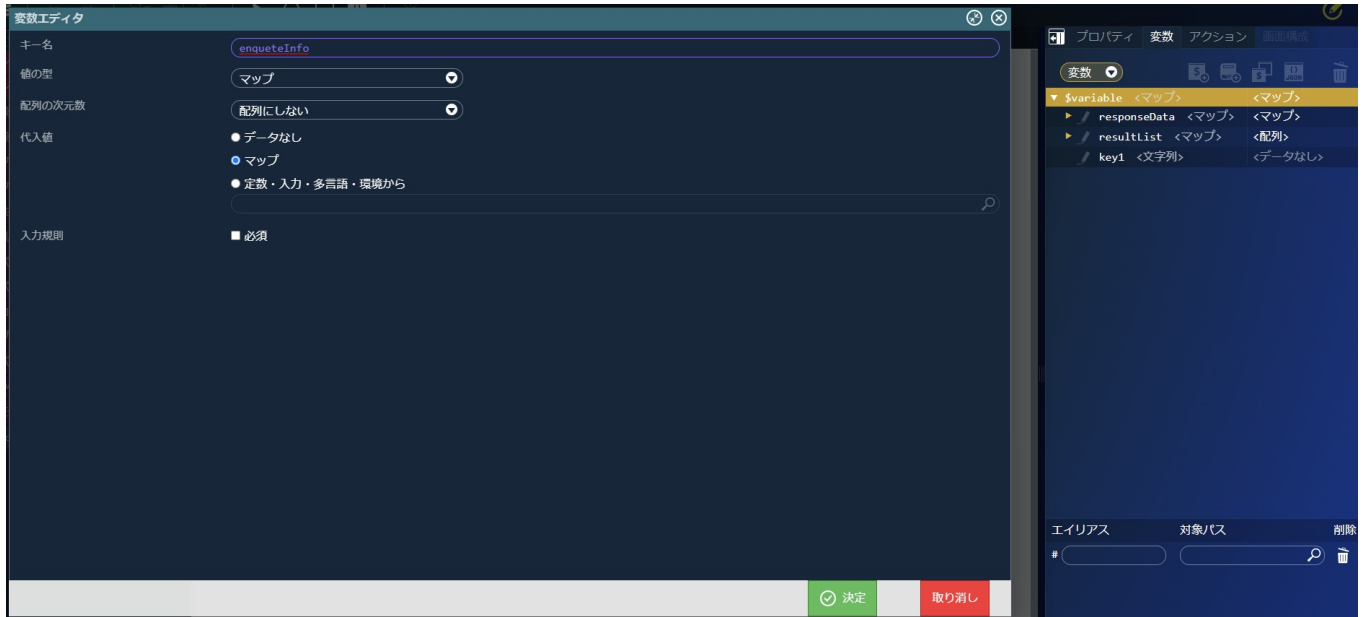 変数エディタ
キー名
enqueteInfo
値の型
マップ
配列の次元数
配列にしない
代入値
データなし
マップ
定数・入力・多言語・環境から
入力規則
必須
決定
取り消し
プロパティ 変数 アクション 画面構成
変数
$variable <マップ> <マップ>
responseData <マップ> <マップ>
resultList <マップ> <配列>
key1 <文字列> <データなし>
エイリアス 対象パス 削除
#